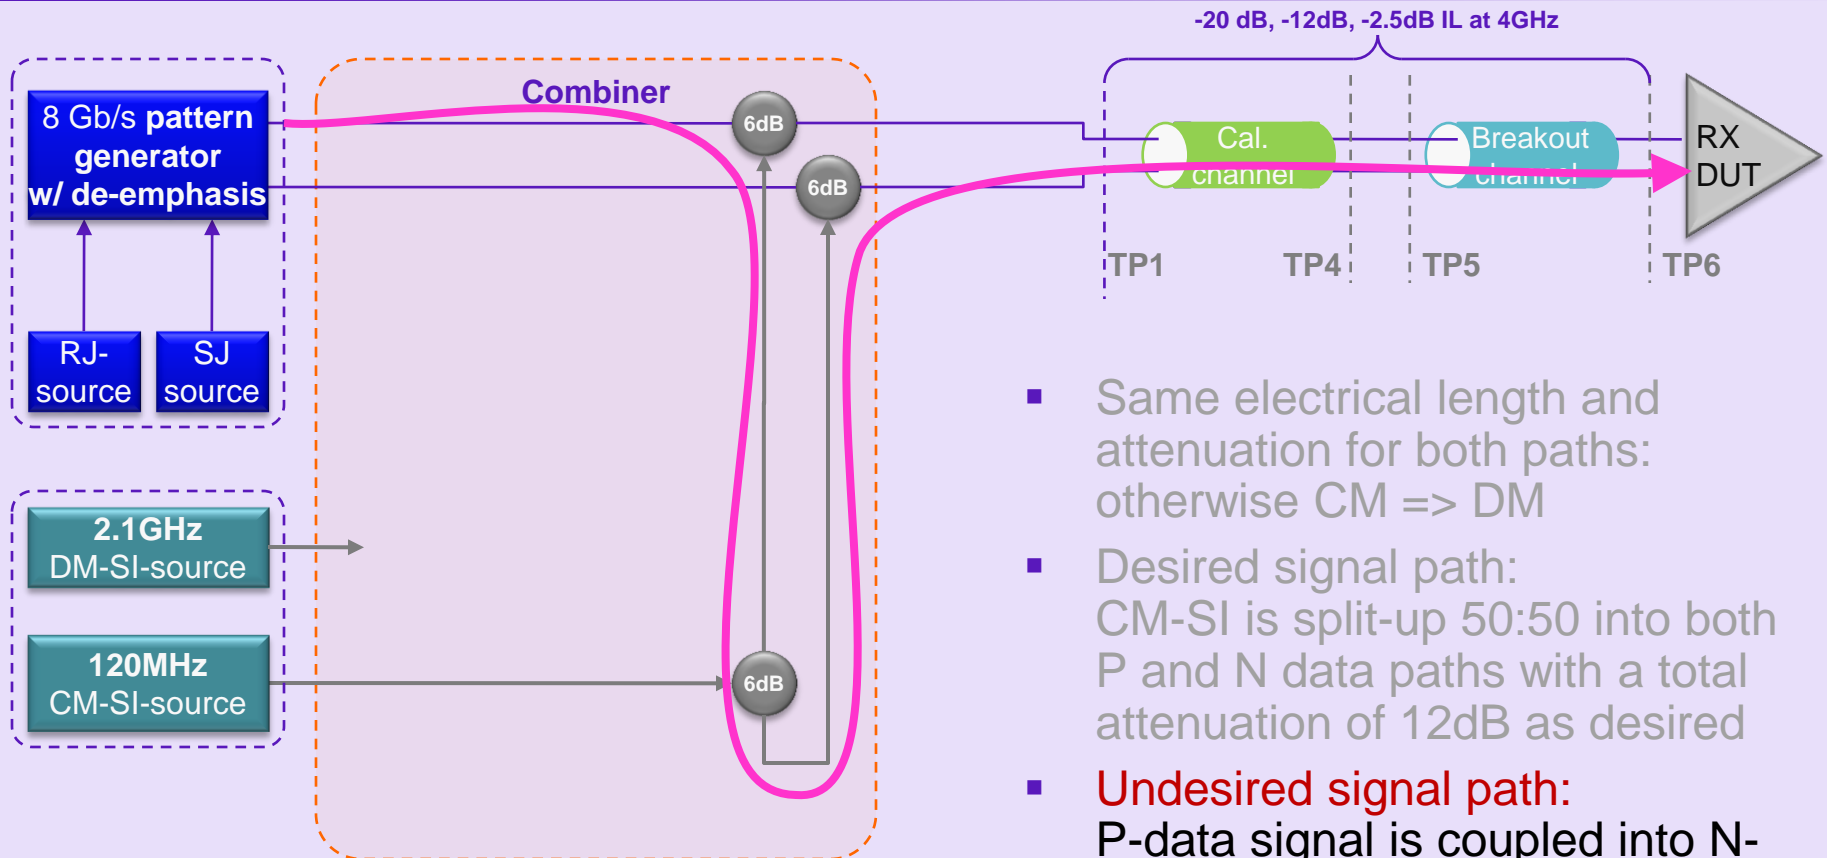 -20 dB, -12dB, -2.5dB IL at 4GHz
Combiner
8 Gb/s pattern
generator
w/ de-emphasis
6dB
6dB
Cal.
channel
Breakout
channel
RX
DUT
TP1
TP4
TP5
TP6
RJ-
source
SJ
source
2.1GHz
DM-SI-source
120MHz
CM-SI-source
6dB
▪ Same electrical length and
attenuation for both paths:
otherwise CM => DM
▪ Desired signal path:
CM-SI is split-up 50:50 into both
P and N data paths with a total
attenuation of 12dB as desired
▪ Undesired signal path:
P-data signal is coupled into N-